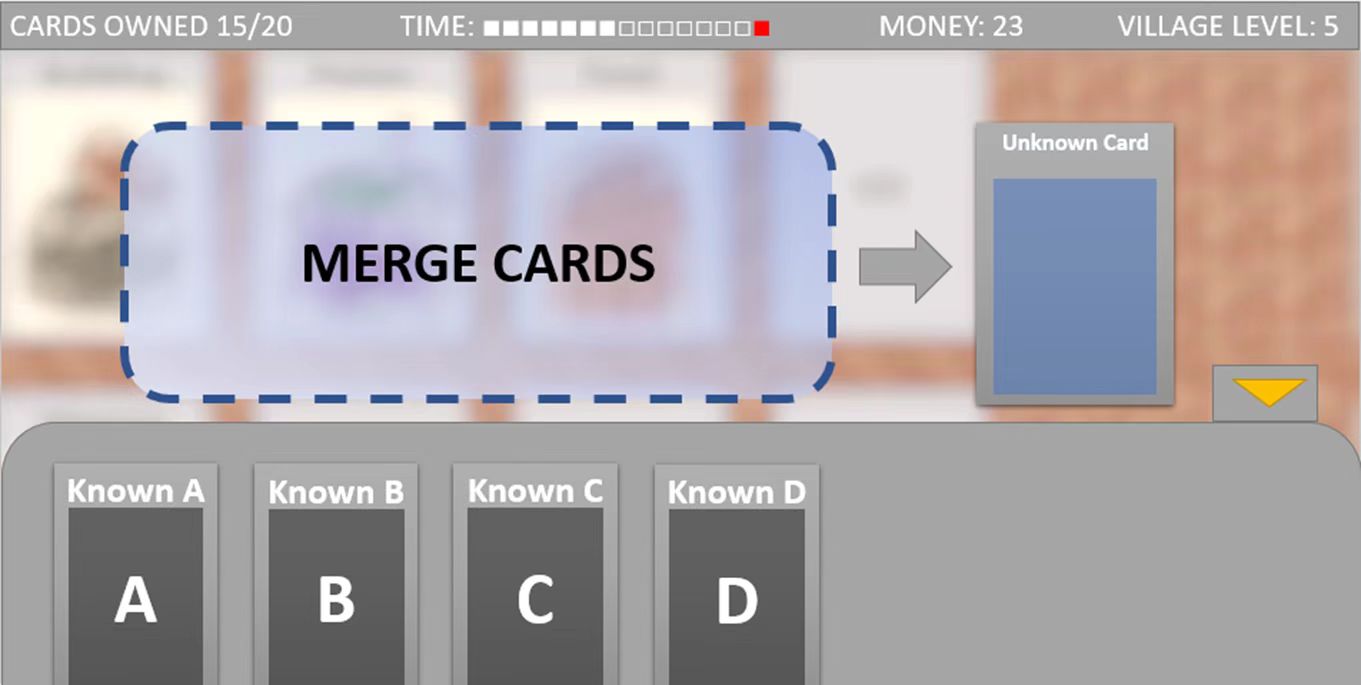 CARDS OWNED 15/20 TIME: MONEY: 23 VILLAGE LEVEL: 5
Unknown Card
MERGE CARDS
Known A Known B Known C Known D
A B C D